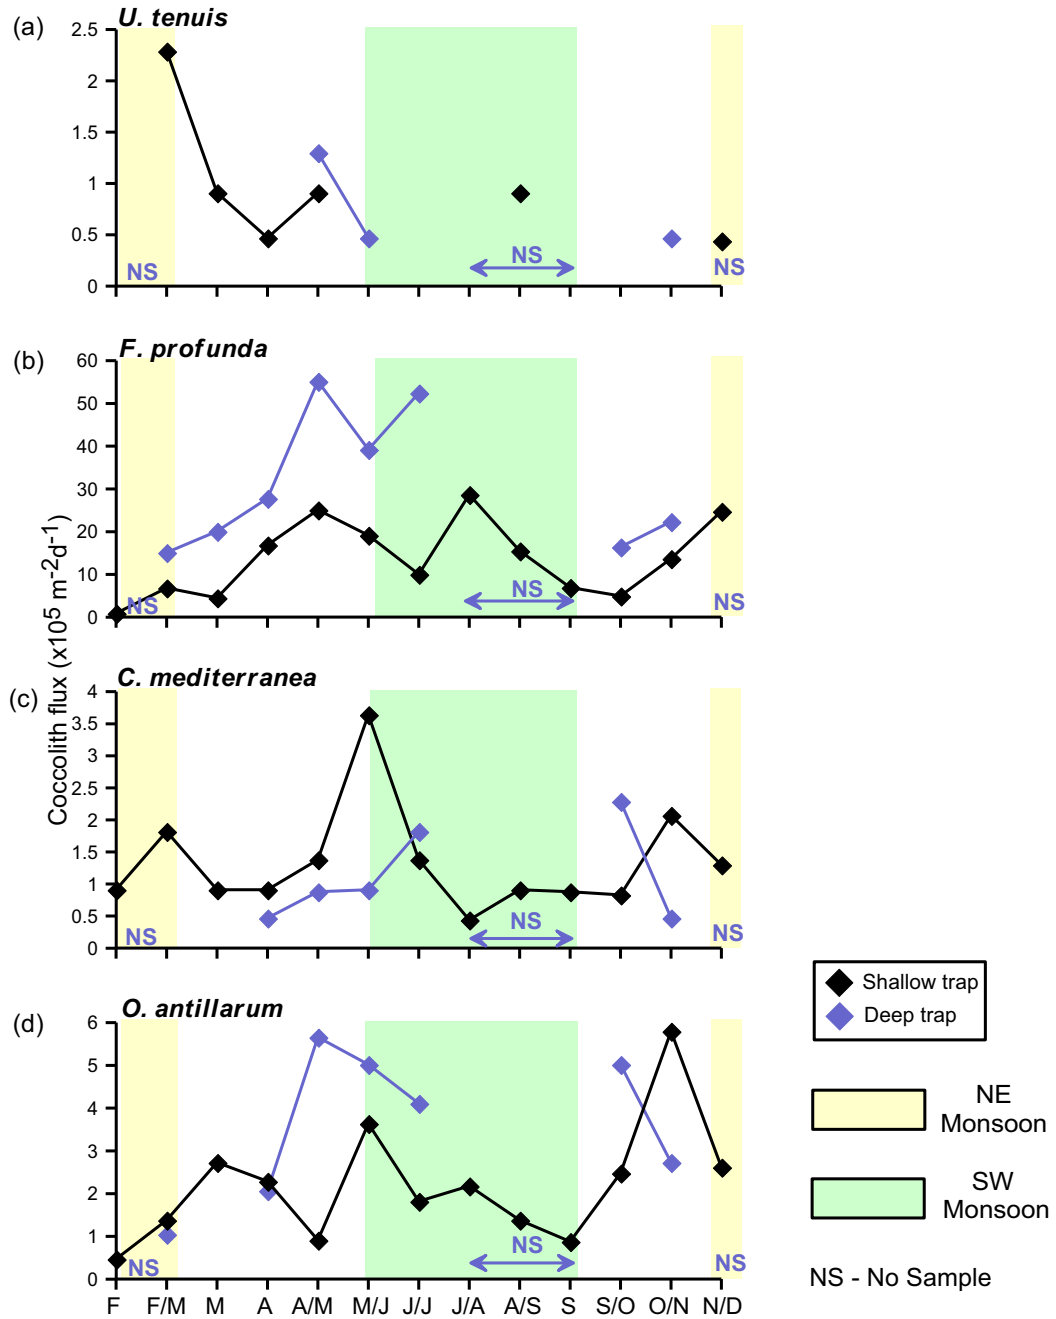 (a)
U. tenuis
2.5
2
1.5
1
0.5
0
NS
NS
NS
(b)
F. profunda
60
50
40
30
20
10
0
NS
NS
NS
Coccolith flux (x10⁵ m⁻²d⁻¹)
(c)
C. mediterranea
4
3.5
3
2.5
2
1.5
1
0.5
0
NS
NS
NS
(d)
O. antillarum
6
5
4
3
2
1
0
NS
NS
NS
F F/M M A A/M M/J J/J J/A A/S S S/O O/N N/D
Shallow trap
Deep trap
NE
Monsoon
SW
Monsoon
NS - No Sample